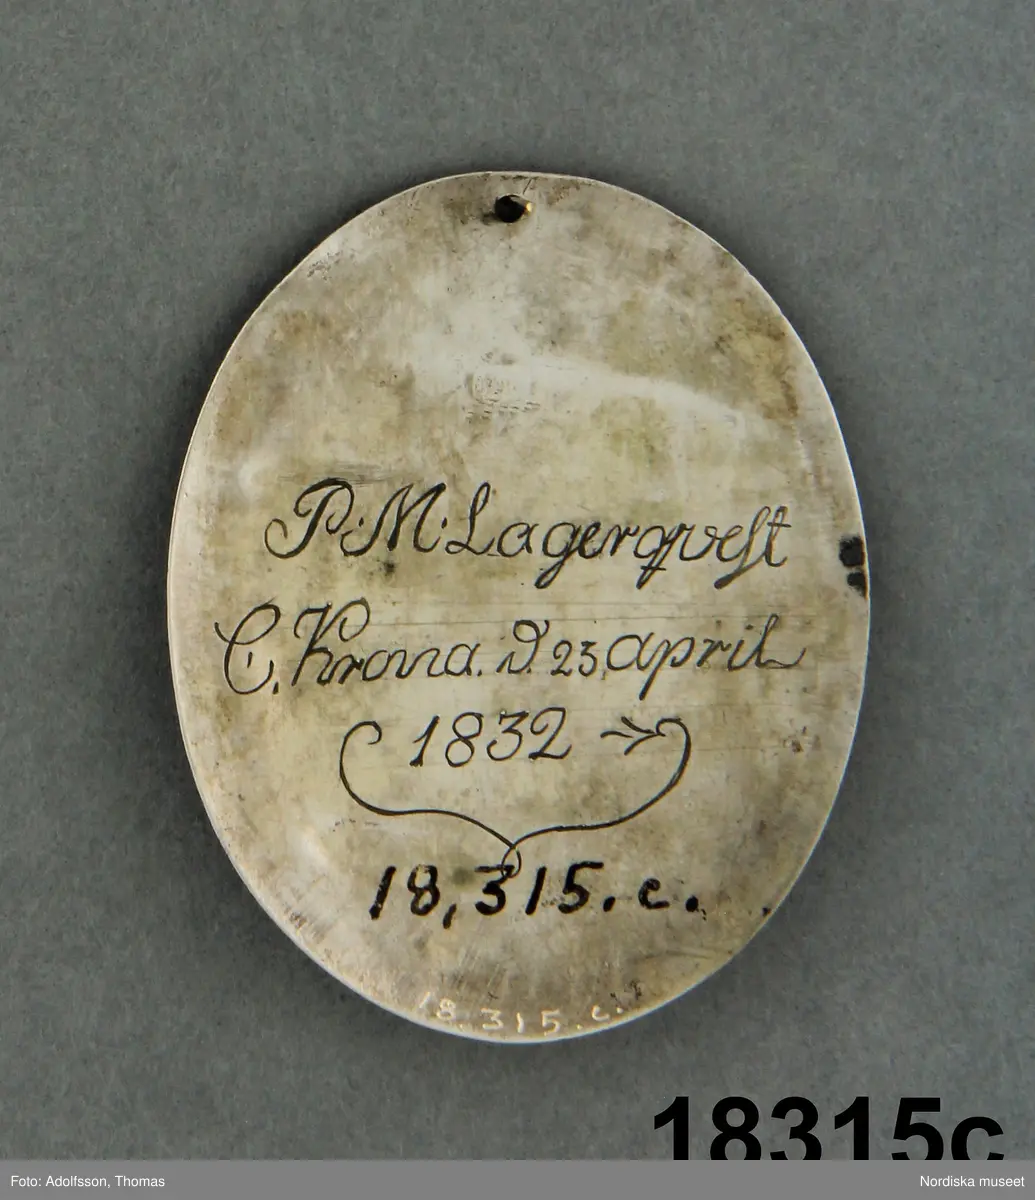 P. M. Lagerqvest
C. Krona. D. 23, april
1832
18,315.c.
18.315.c.
18315c
Foto: Adolfsson, Thomas
Nordiska museet